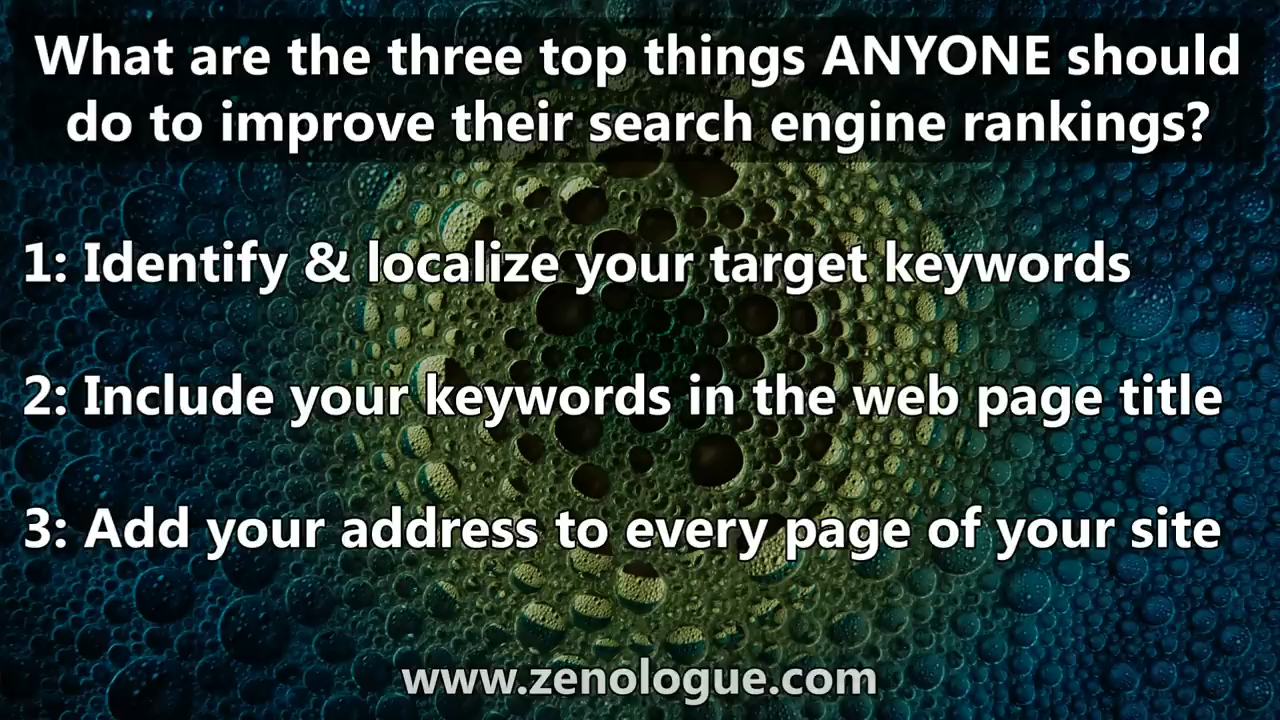 What are the three top things ANYONE should
do to improve their search engine rankings?
1: Identify & localize your target keywords
2: Include your keywords in the web page title
3: Add your address to every page of your site
www.zenologue.com